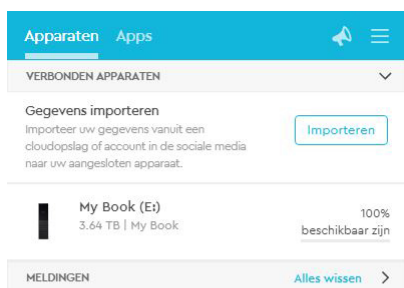 Apparaten Apps
VERBONDEN APPARATEN
Gegevens importeren
Importeer uw gegevens vanuit een
cloudopslag of account in de sociale media
naar uw aangesloten apparaat.
Importeren
My Book (E:)
3.64 TB | My Book
100%
beschikbaar zijn
MELDINGEN
Alles wissen